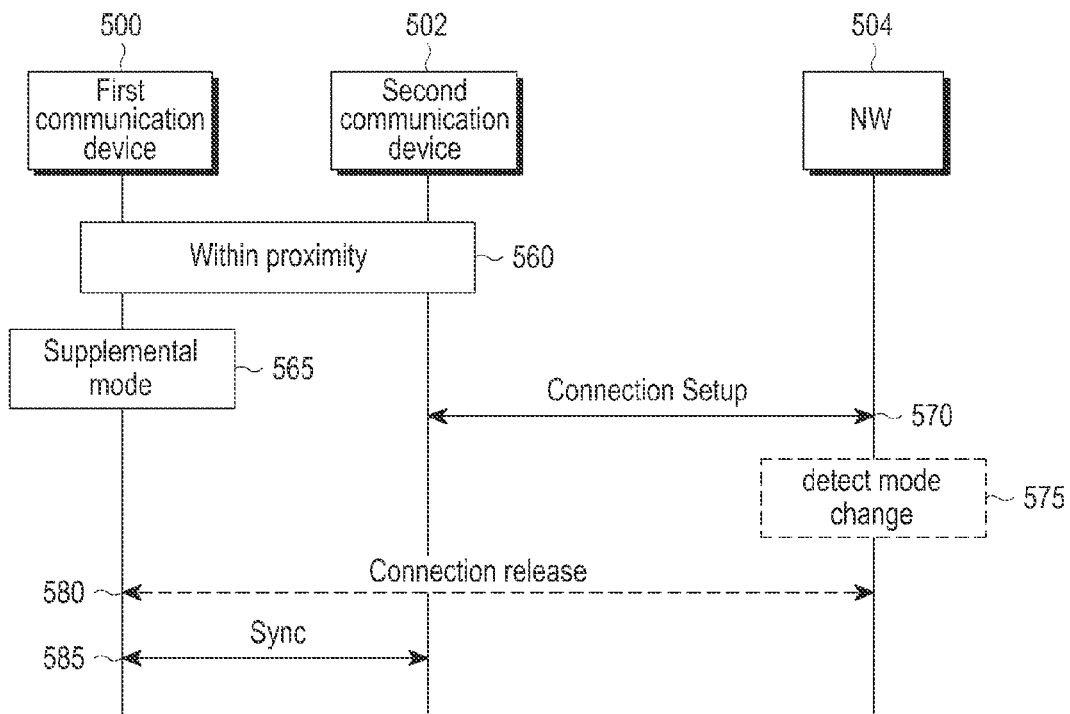 500
502
504
First
communication
device
Second
communication
device
NW
Within proximity
560
Supplemental
mode
565
Connection Setup
570
detect mode
change
575
Connection release
580
Sync
585